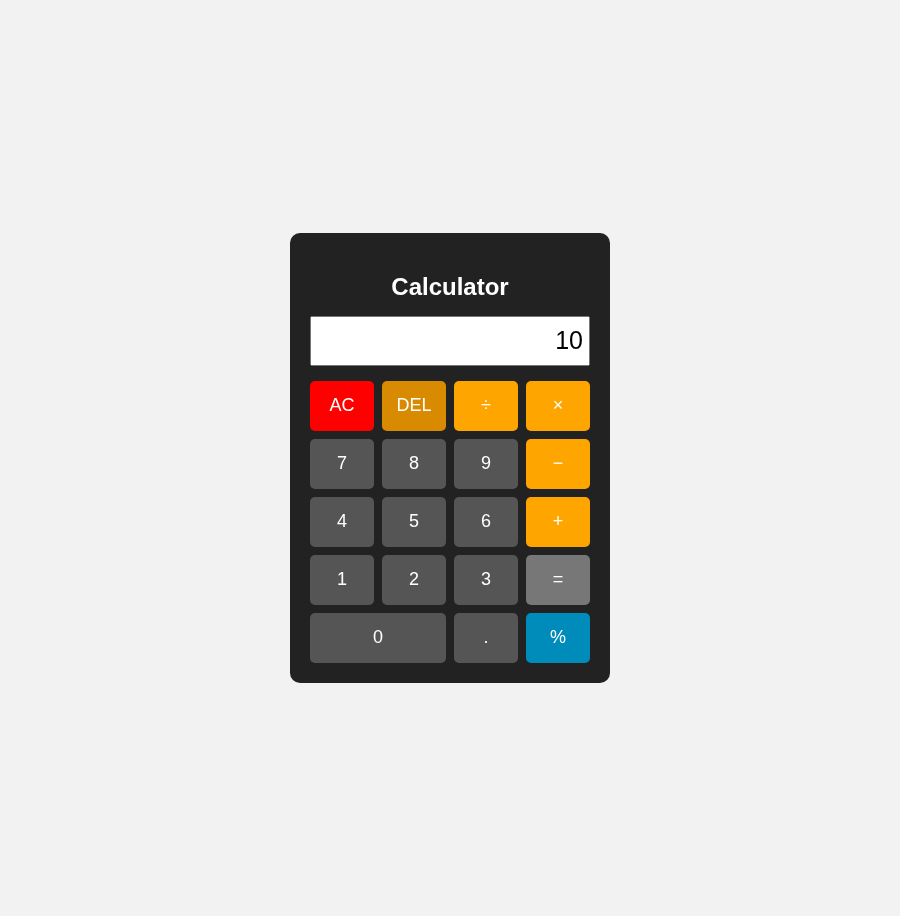 Calculator
10
AC DEL ÷ ×
7 8 9 −
4 5 6 +
1 2 3 =
0 . %